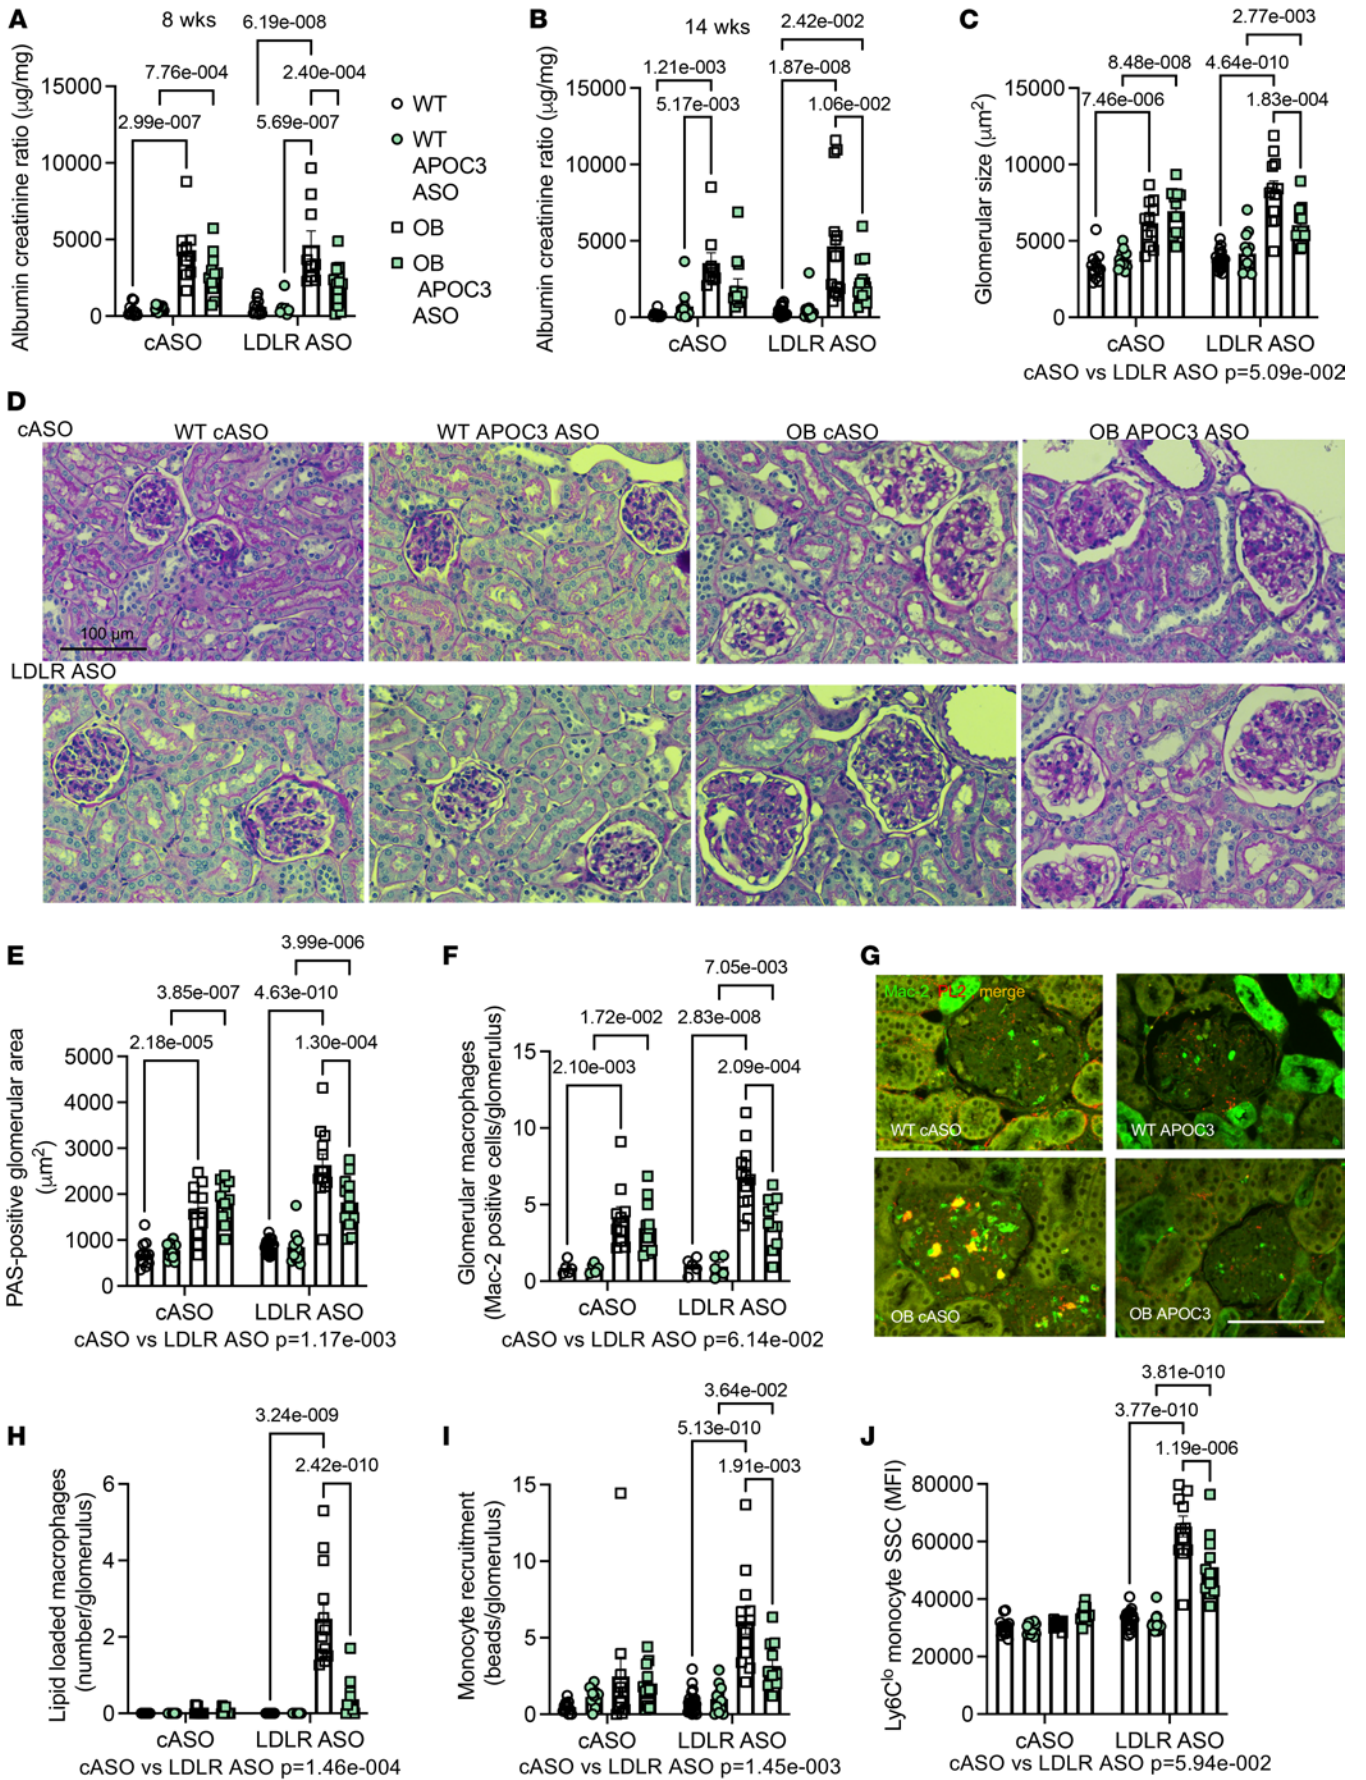 A
8 wks
6.19e-008
7.76e-004
2.40e-004
2.99e-007
5.69e-007
15000
10000
5000
0
Albumin creatinine ratio (μg/mg)
cASO
LDLR ASO
WT
WT
APOC3
ASO
OB
OB
APOC3
ASO
B
14 wks
2.42e-002
1.21e-003
1.87e-008
5.17e-003
1.06e-002
15000
10000
5000
0
Albumin creatinine ratio (μg/mg)
cASO
LDLR ASO
C
2.77e-003
8.48e-008
4.64e-010
7.46e-006
1.83e-004
15000
10000
5000
0
Glomerular size (μm²)
cASO
LDLR ASO
cASO vs LDLR ASO p=5.09e-002
D
cASO
WT cASO
WT APOC3 ASO
OB cASO
OB APOC3 ASO
100 μm
LDLR ASO
E
3.99e-006
3.85e-007
4.63e-010
2.18e-005
1.30e-004
5000
4000
3000
2000
1000
0
PAS-positive glomerular area
(μm²)
cASO
LDLR ASO
cASO vs LDLR ASO p=1.17e-003
F
7.05e-003
1.72e-002
2.83e-008
2.10e-003
2.09e-004
15
10
5
0
Glomerular macrophages
(Mac-2 positive cells/glomerulus)
cASO
LDLR ASO
cASO vs LDLR ASO p=6.14e-002
G
Mac-2 PL2 merge
WT cASO
WT APOC3
OB cASO
OB APOC3
H
3.24e-009
2.42e-010
6
4
2
0
Lipid loaded macrophages
(number/glomerulus)
cASO
LDLR ASO
cASO vs LDLR ASO p=1.46e-004
I
3.64e-002
5.13e-010
1.91e-003
15
10
5
0
Monocyte recruitment
(beads/glomerulus)
cASO
LDLR ASO
cASO vs LDLR ASO p=1.45e-003
J
3.81e-010
3.77e-010
1.19e-006
80000
60000
40000
20000
0
Ly6Cˡᵒ monocyte SSC (MFI)
cASO
LDLR ASO
cASO vs LDLR ASO p=5.94e-002